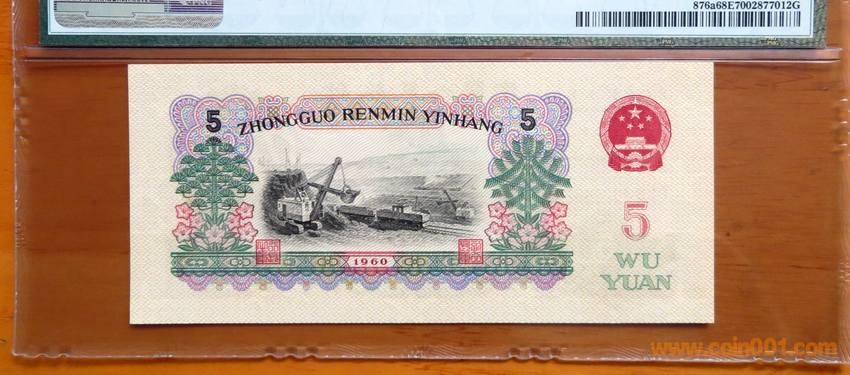 876a68E7002877012G
5 ZHONGGUO RENMIN YINHANG 5
5
WU
YUAN
1960
www.coin001.com